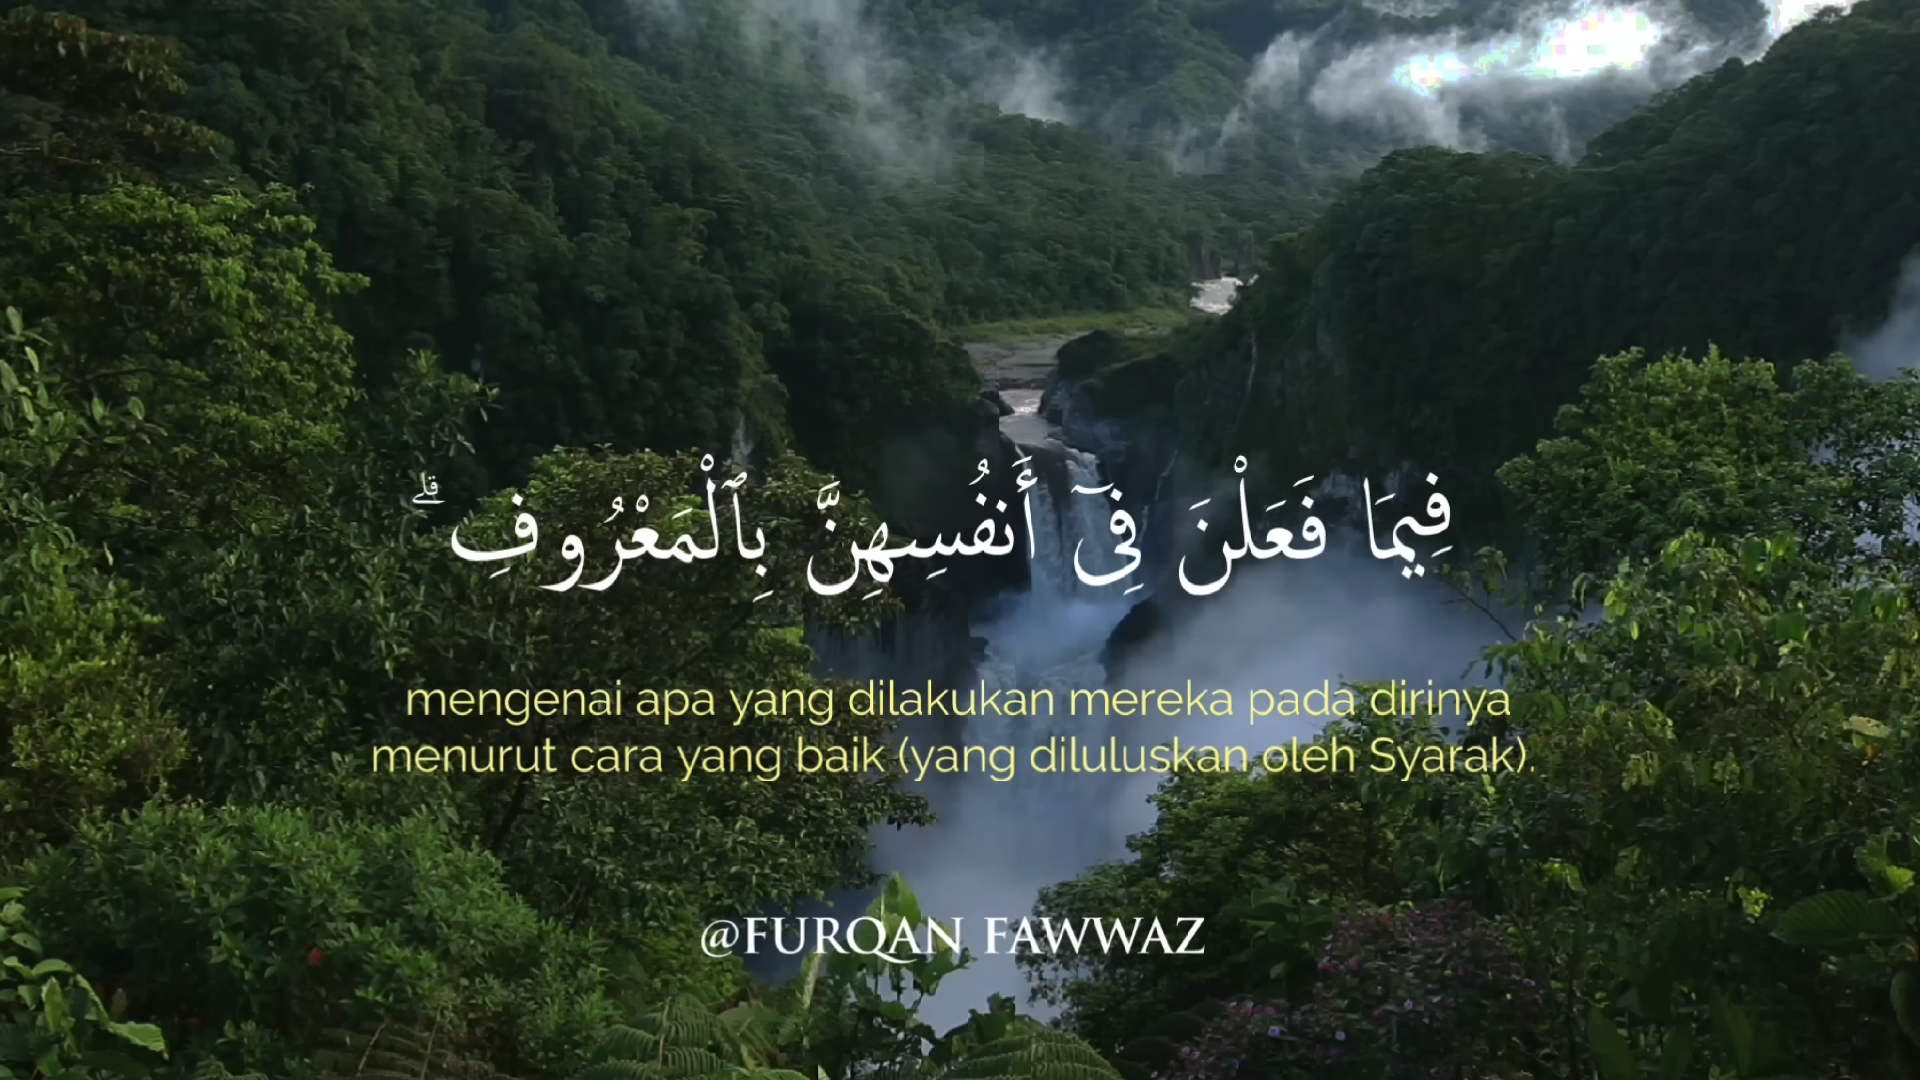 فِيمَا فَعَلْنَ فِىٓ أَنفُسِهِنَّ بِٱلْمَعْرُوفِ ۗ
mengenai apa yang dilakukan mereka pada dirinya
menurut cara yang baik (yang diluluskan oleh Syarak).
@FURQAN FAWWAZ